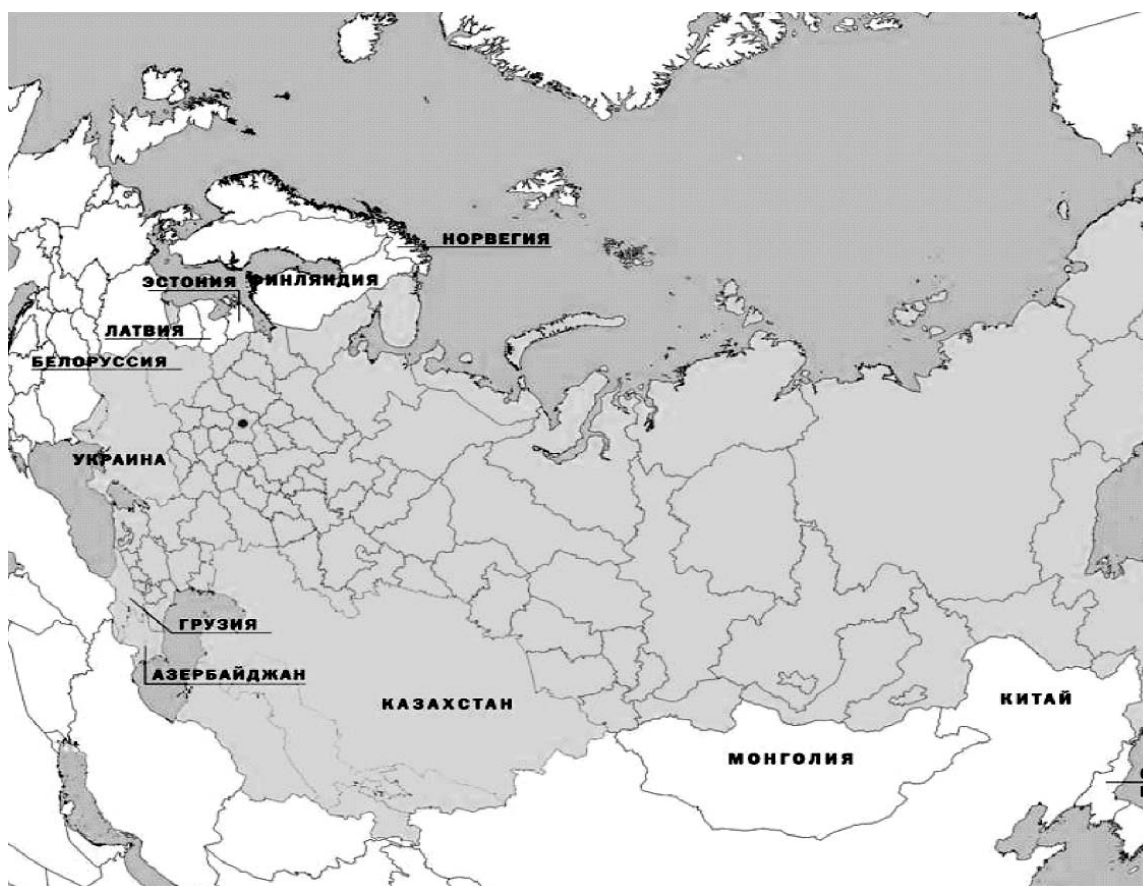 НОРВЕГИЯ
ЭСТОНИЯ ФИНЛЯНДИЯ
ЛАТВИЯ
БЕЛОРУССИЯ
УКРАИНА
ГРУЗИЯ
АЗЕРБАЙДЖАН
КАЗАХСТАН
КИТАЙ
МОНГОЛИЯ